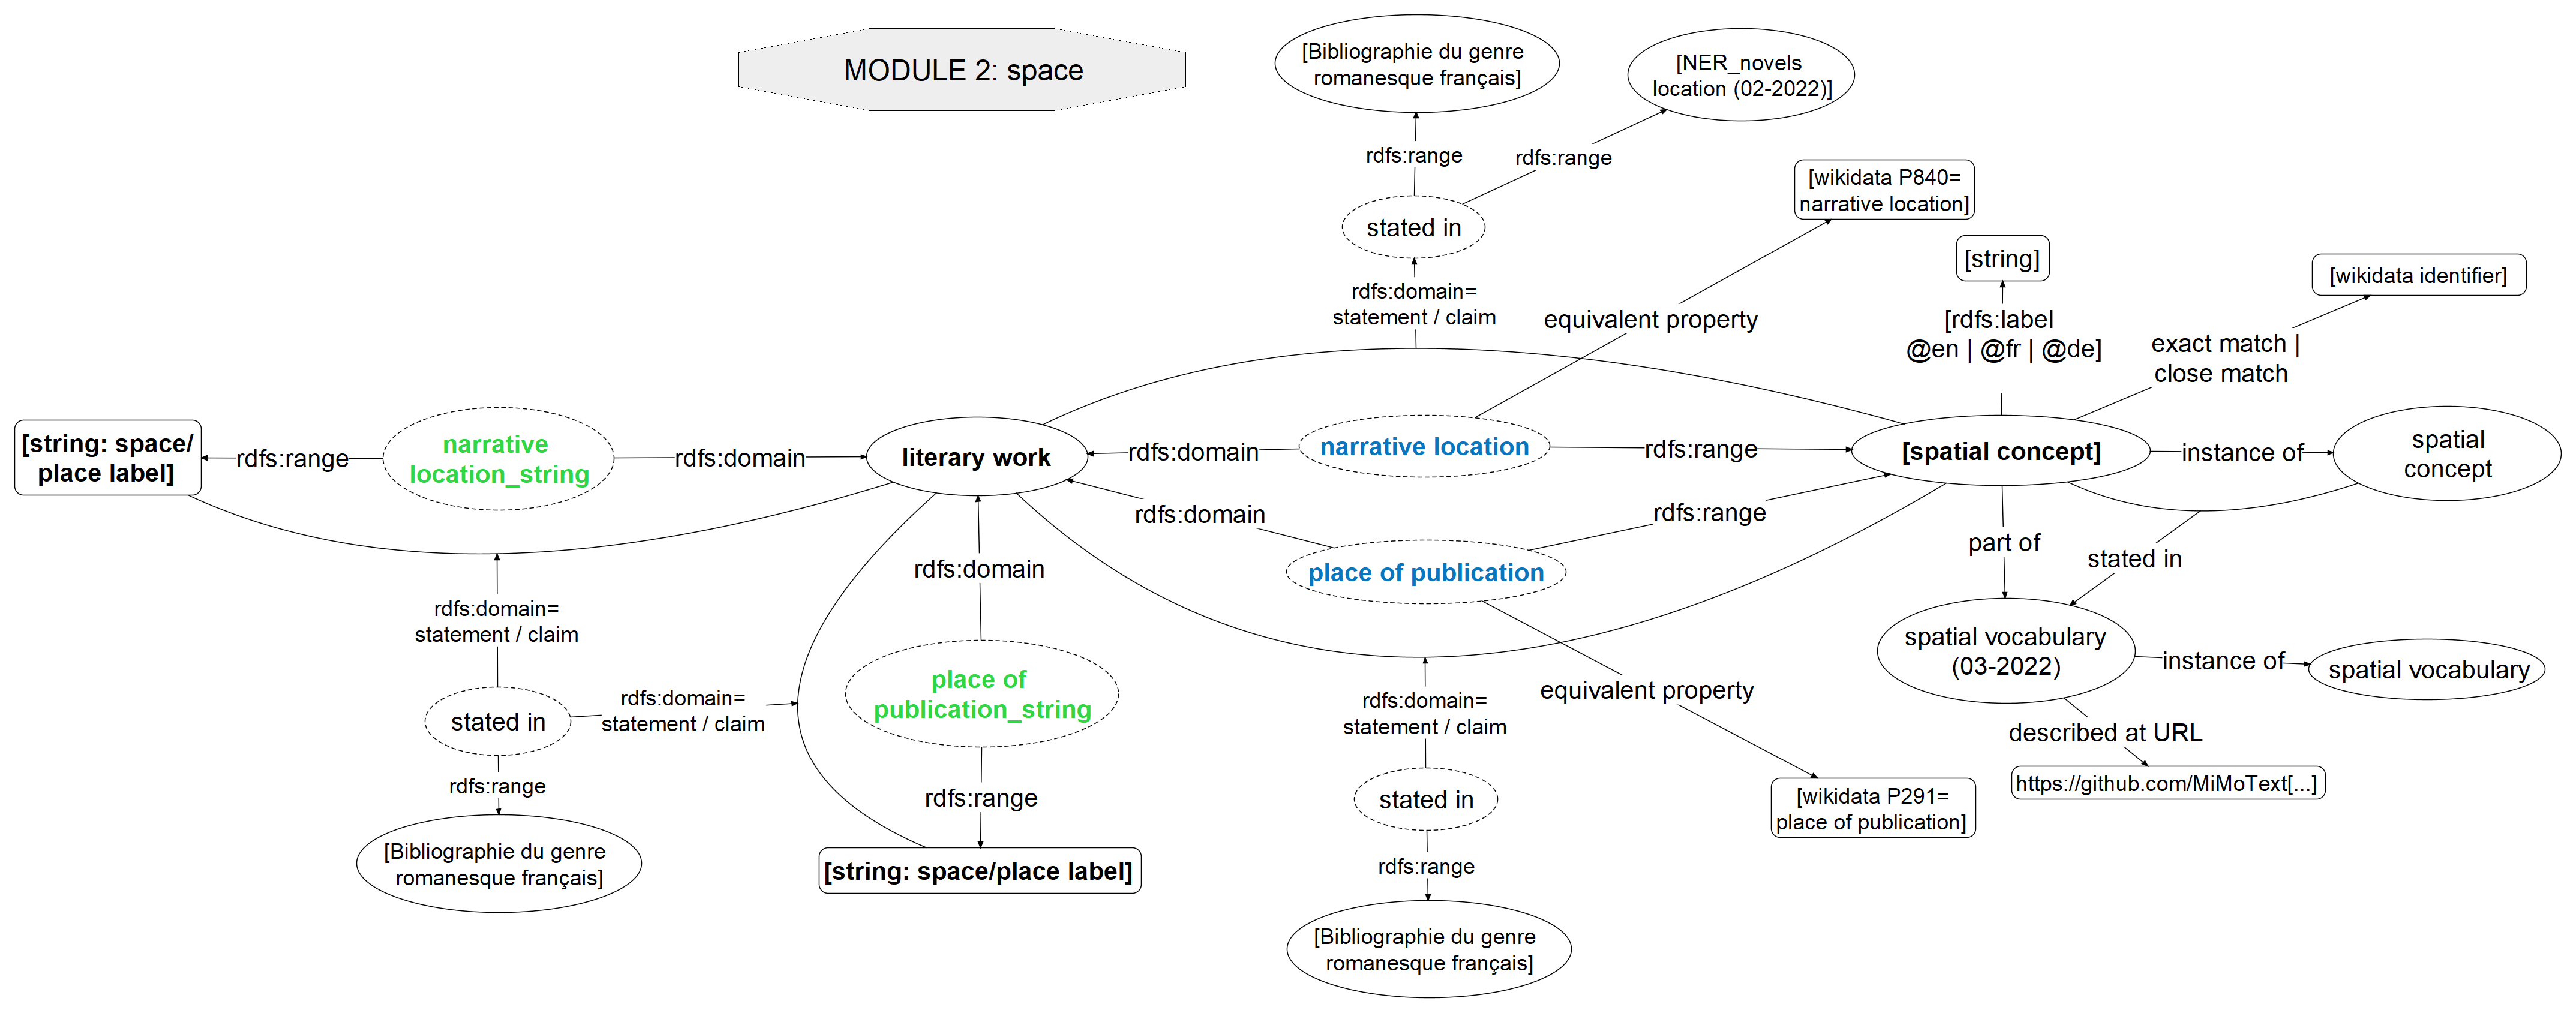 MODULE 2: space
[Bibliographie du genre
romanesque français]
[NER_novels
location (02-2022)]
rdfs:range
rdfs:range
stated in
rdfs:domain=
statement / claim
[wikidata P840=
narrative location]
equivalent property
[string]
[rdfs:label
@en | @fr | @de]
[wikidata identifier]
exact match |
close match
[string: space/
place label]
rdfs:range
narrative
location_string
rdfs:domain
literary work
rdfs:domain
narrative location
rdfs:range
[spatial concept]
instance of
spatial
concept
rdfs:domain
rdfs:range
place of publication
part of
stated in
rdfs:domain
rdfs:domain=
statement / claim
stated in
rdfs:domain=
statement / claim
place of
publication_string
rdfs:domain=
statement / claim
equivalent property
spatial vocabulary
(03-2022)
instance of
spatial vocabulary
described at URL
https://github.com/MiMoText[...]
rdfs:range
[Bibliographie du genre
romanesque français]
rdfs:range
[string: space/place label]
stated in
rdfs:range
[Bibliographie du genre
romanesque français]
[wikidata P291=
place of publication]